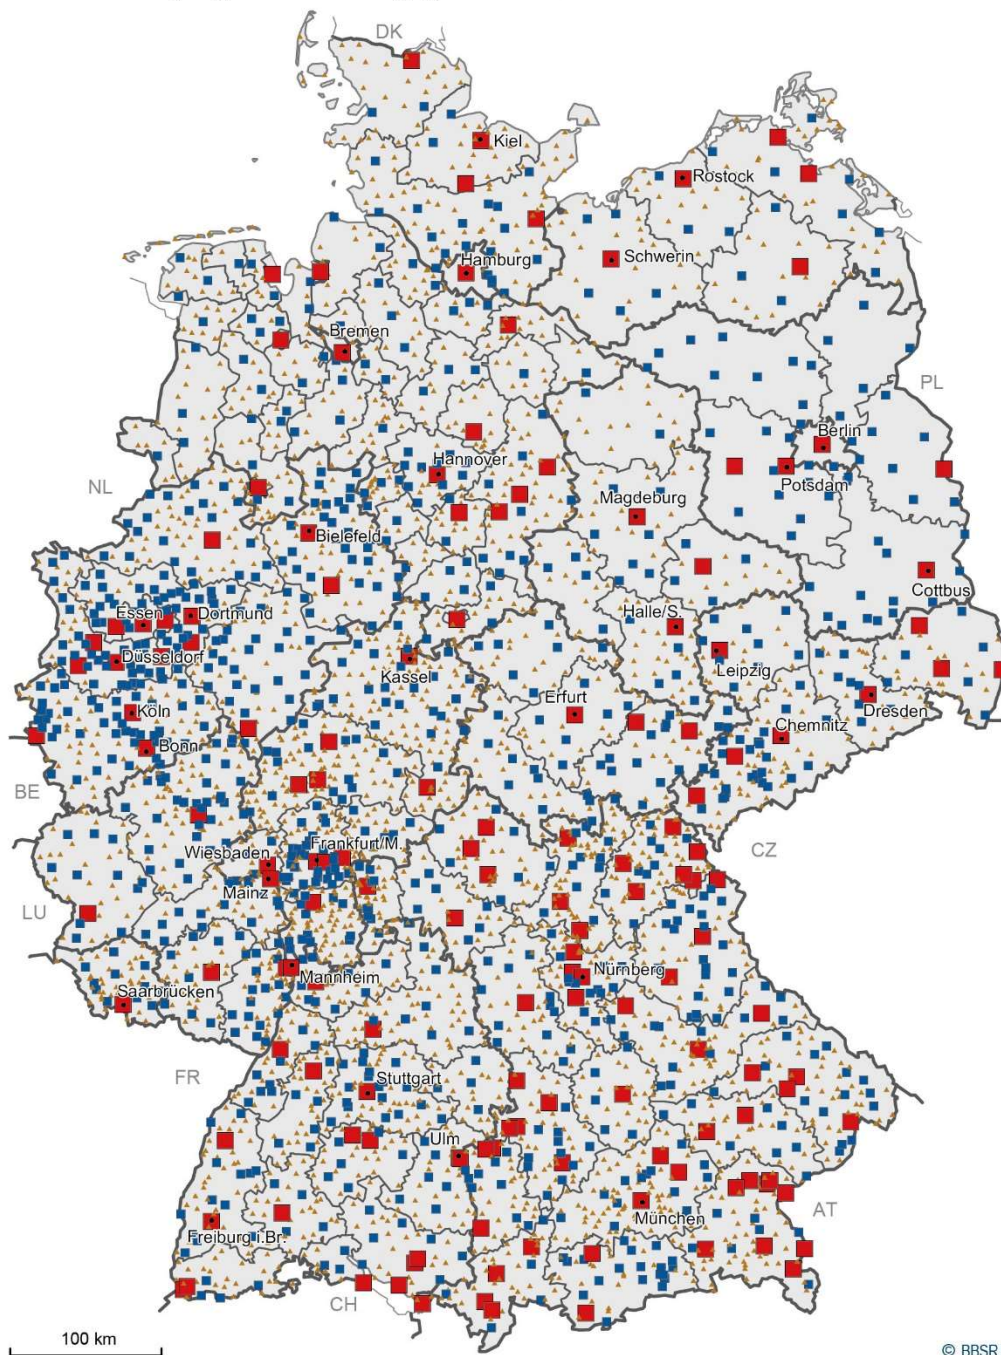 DK
Kiel
Rostock
Hamburg
Schwerin
Bremen
PL
Berlin
Hannover
Potsdam
NL
Magdeburg
Bielefeld
Cottbus
Essen
Dortmund
Halle/S.
Düsseldorf
Leipzig
Kassel
Erfurt
Dresden
Köln
Chemnitz
Bonn
BE
Wiesbaden
Frankfurt/M.
CZ
Mainz
LU
Nürnberg
Mannheim
Saarbrücken
FR
Stuttgart
Ulm
München
AT
Freiburg i.Br.
CH
100 km
© BBSR